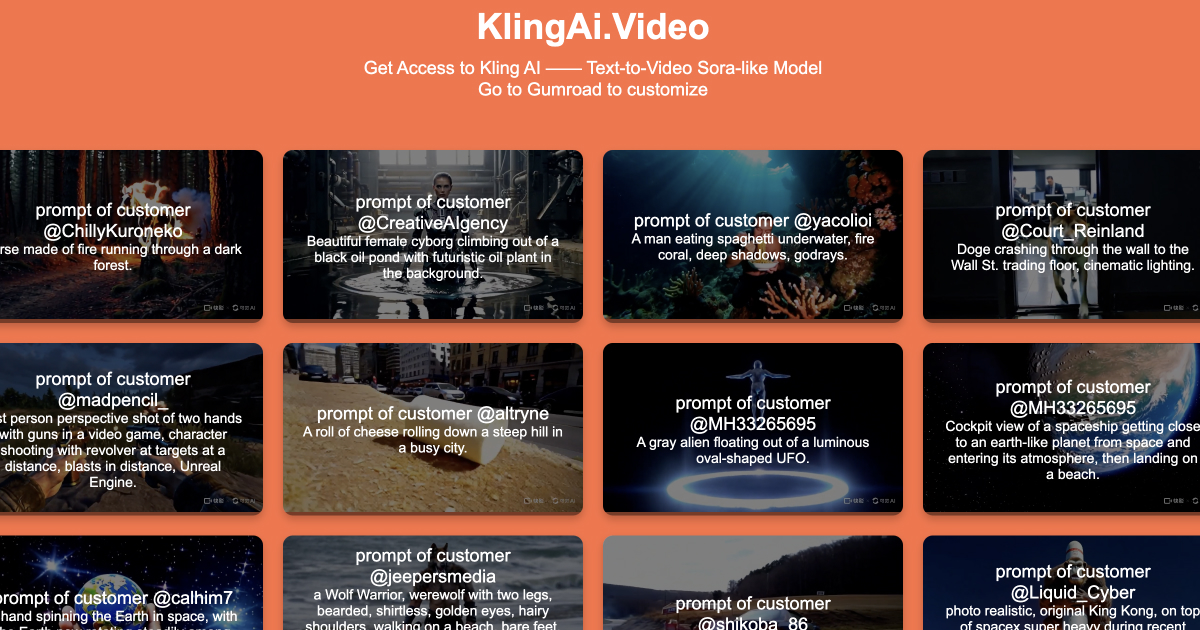 KlingAi.Video
Get Access to Kling AI —— Text-to-Video Sora-like Model
Go to Gumroad to customize
prompt of customer
@ChillyKuroneko
rse made of fire running through a dark
forest.
prompt of customer
@CreativeAIgency
Beautiful female cyborg climbing out of a
black oil pond with futuristic oil plant in
the background.
prompt of customer @yacolioi
A man eating spaghetti underwater, fire
coral, deep shadows, godrays.
prompt of customer
@Court_Reinland
Doge crashing through the wall to the
Wall St. trading floor, cinematic lighting.
prompt of customer
@madpencil_
st person perspective shot of two hands
with guns in a video game, character
shooting with revolver at targets at a
distance, blasts in distance, Unreal
Engine.
prompt of customer @altryne
A roll of cheese rolling down a steep hill in
a busy city.
prompt of customer
@MH33265695
A gray alien floating out of a luminous
oval-shaped UFO.
prompt of customer
@MH33265695
Cockpit view of a spaceship getting close
to an earth-like planet from space and
entering its atmosphere, then landing on
a beach.
prompt of customer @calhim7
hand spinning the Earth in space, with
prompt of customer
@jeepersmedia
a Wolf Warrior, werewolf with two legs,
bearded, shirtless, golden eyes, hairy
shoulders, walking on a beach, bare feet
prompt of customer
@shikoba_86
prompt of customer
@Liquid_Cyber
photo realistic, original King Kong, on top
of spacex super heavy during recent